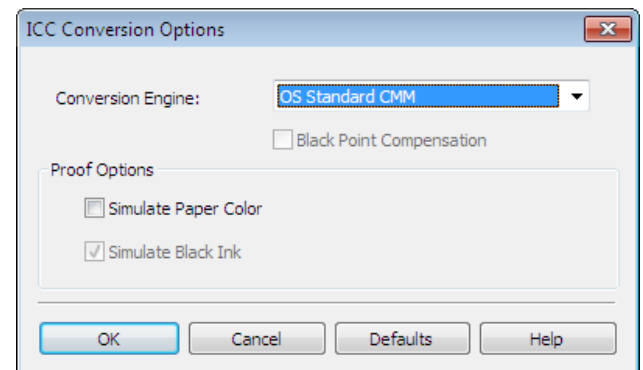 ICC Conversion Options
Conversion Engine: OS Standard CMM
Black Point Compensation
Proof Options
Simulate Paper Color
Simulate Black Ink
OK Cancel Defaults Help